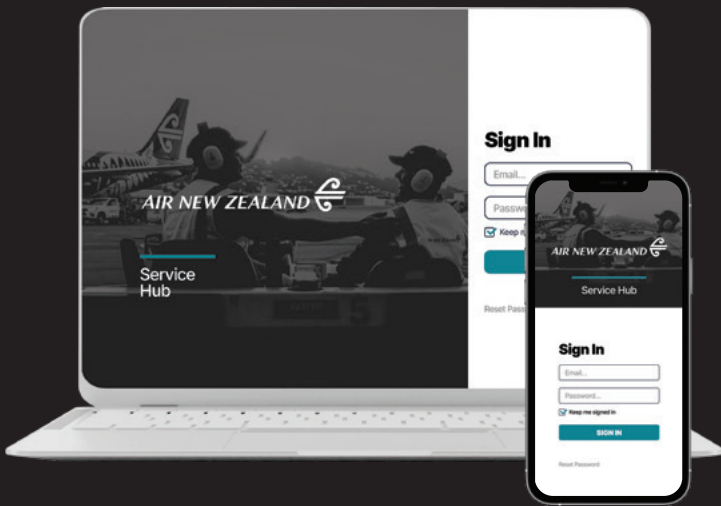 AIR NEW ZEALAND
Service
Hub
Sign In
Email...
Keep
Reset
AIR NEW ZEALAND
Service Hub
Sign In
Email...
Password...
Keep me signed in
SIGN IN
Reset Password